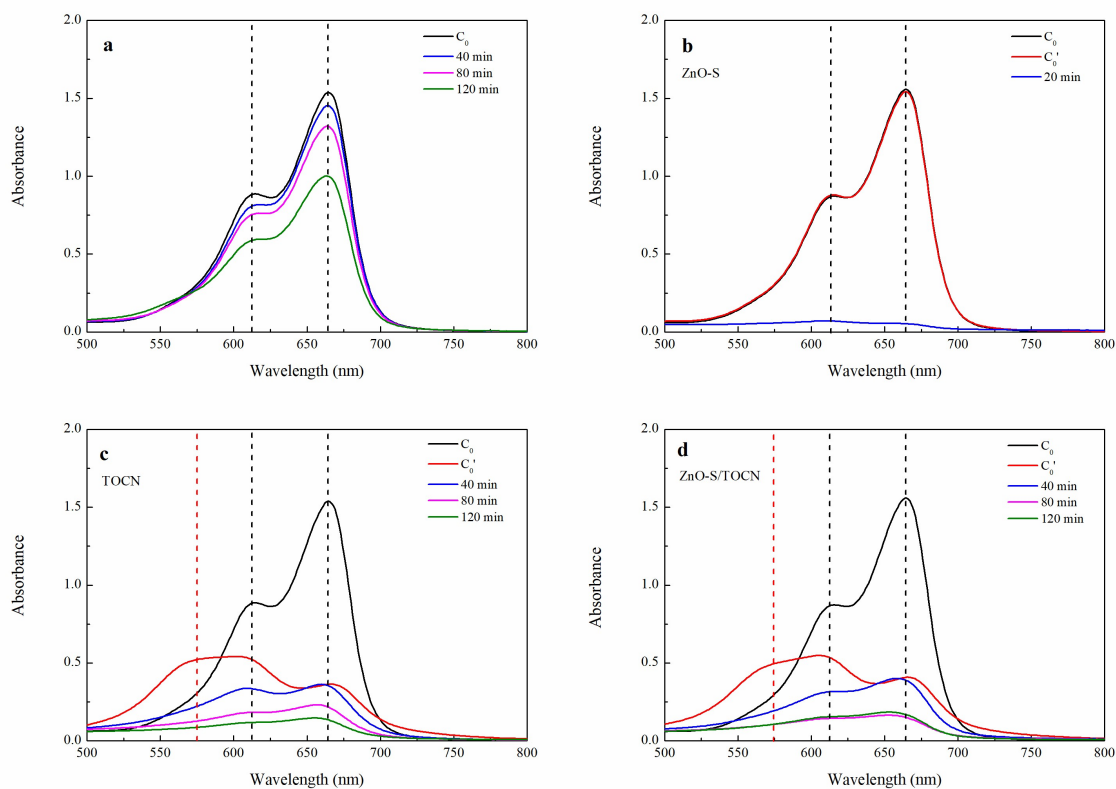 a
C₀
40 min
80 min
120 min
2.0
1.5
1.0
0.5
0.0
Absorbance
500 550 600 650 700 750 800
Wavelength (nm)
b
ZnO-S
C₀
C₀'
20 min
2.0
1.5
1.0
0.5
0.0
Absorbance
500 550 600 650 700 750 800
Wavelength (nm)
c
TOCN
C₀
C₀'
40 min
80 min
120 min
2.0
1.5
1.0
0.5
0.0
Absorbance
500 550 600 650 700 750 800
Wavelength (nm)
d
ZnO-S/TOCN
C₀
C₀'
40 min
80 min
120 min
2.0
1.5
1.0
0.5
0.0
Absorbance
500 550 600 650 700 750 800
Wavelength (nm)